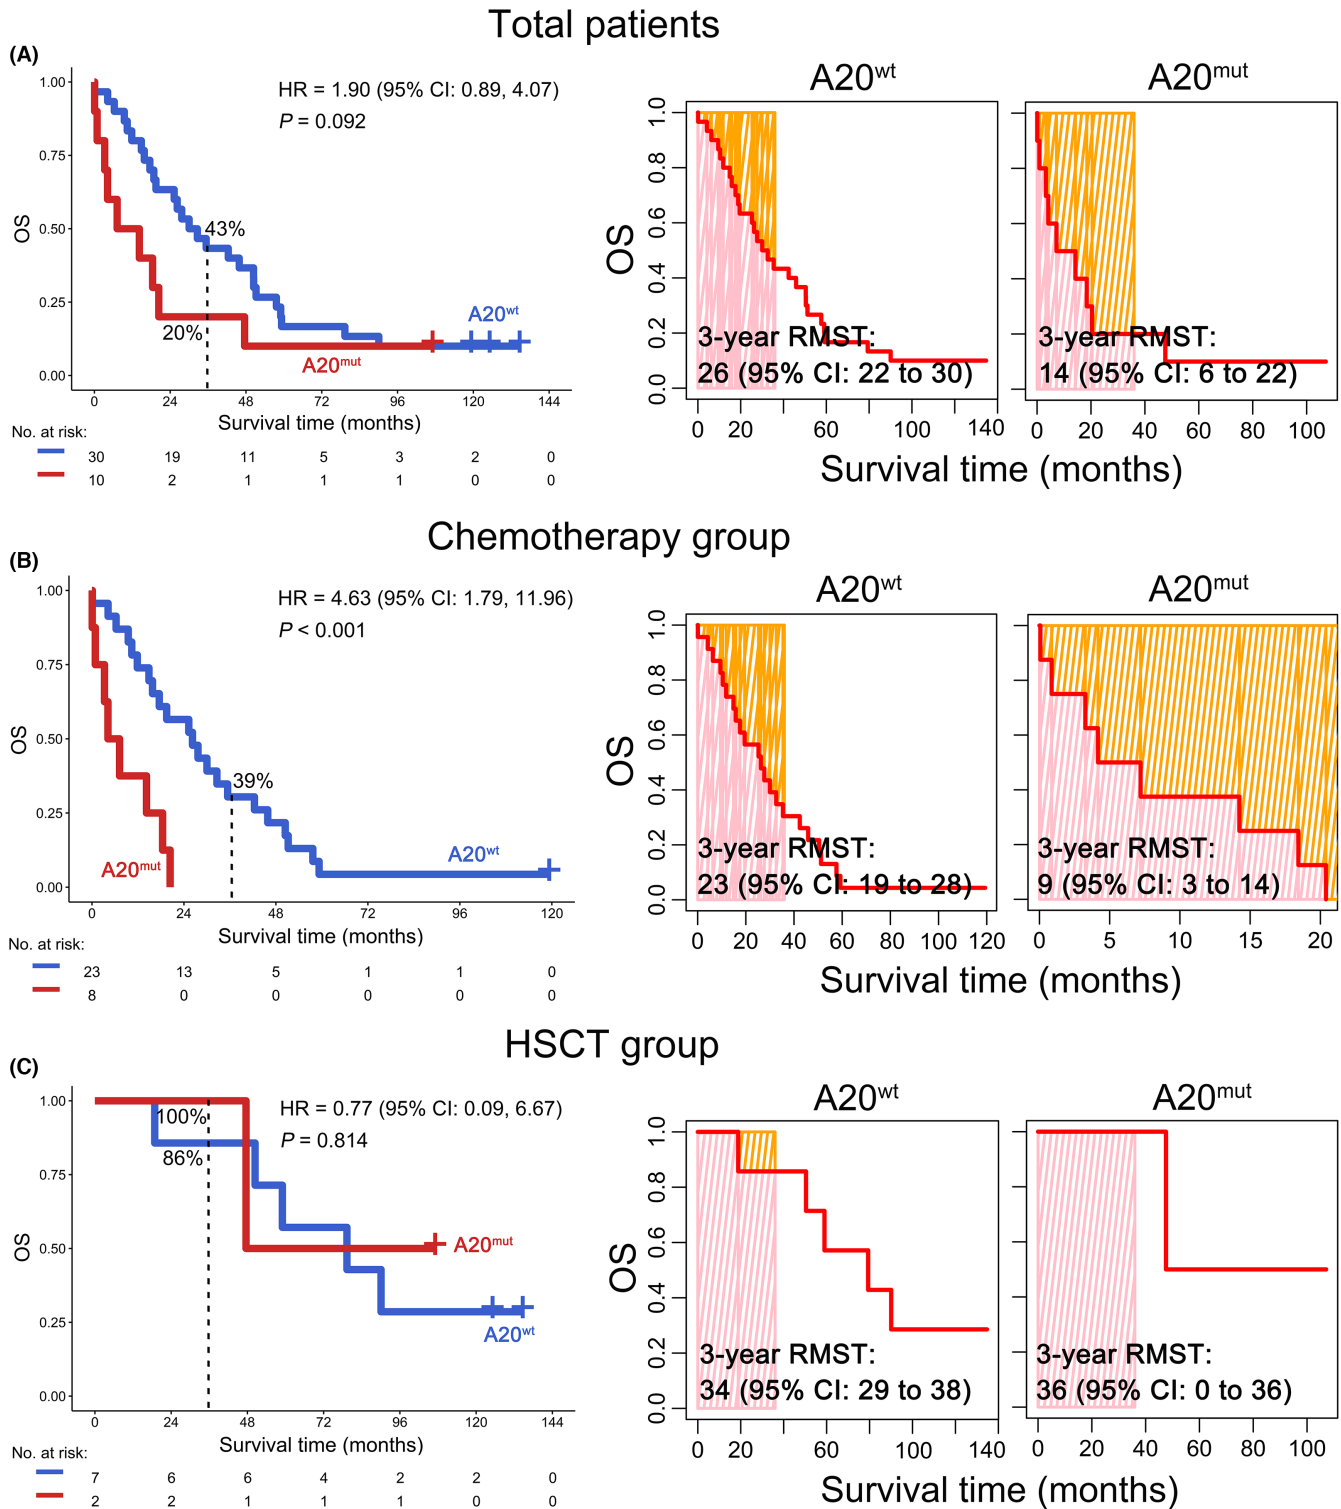 Total patients
(A)
HR = 1.90 (95% CI: 0.89, 4.07)
P = 0.092
1.00
0.75
0.50
0.25
0.00
OS
43%
20%
A20wt
A20mut
0 24 48 72 96 120 144
Survival time (months)
No. at risk:
30 19 11 5 3 2 0
10 2 1 1 1 0 0
A20wt
A20mut
OS
1.0
0.8
0.6
0.4
0.2
0.0
3-year RMST:
26 (95% CI: 22 to 30)
3-year RMST:
14 (95% CI: 6 to 22)
0 20 60 100 140
0 20 40 60 80 100
Survival time (months)
Chemotherapy group
(B)
HR = 4.63 (95% CI: 1.79, 11.96)
P < 0.001
1.00
0.75
0.50
0.25
0.00
OS
39%
A20mut
A20wt
0 24 48 72 96 120
Survival time (months)
No. at risk:
23 13 5 1 1 0
8 0 0 0 0 0
A20wt
A20mut
OS
1.0
0.8
0.6
0.4
0.2
0.0
3-year RMST:
23 (95% CI: 19 to 28)
3-year RMST:
9 (95% CI: 3 to 14)
0 20 40 60 80 100 120
0 5 10 15 20
Survival time (months)
HSCT group
(C)
HR = 0.77 (95% CI: 0.09, 6.67)
P = 0.814
1.00
0.75
0.50
0.25
0.00
OS
100%
86%
A20mut
A20wt
0 24 48 72 96 120 144
Survival time (months)
No. at risk:
7 6 6 4 2 2 0
2 2 1 1 1 0 0
A20wt
A20mut
OS
1.0
0.8
0.6
0.4
0.2
0.0
3-year RMST:
34 (95% CI: 29 to 38)
3-year RMST:
36 (95% CI: 0 to 36)
0 20 60 100 140
0 20 40 60 80 100
Survival time (months)